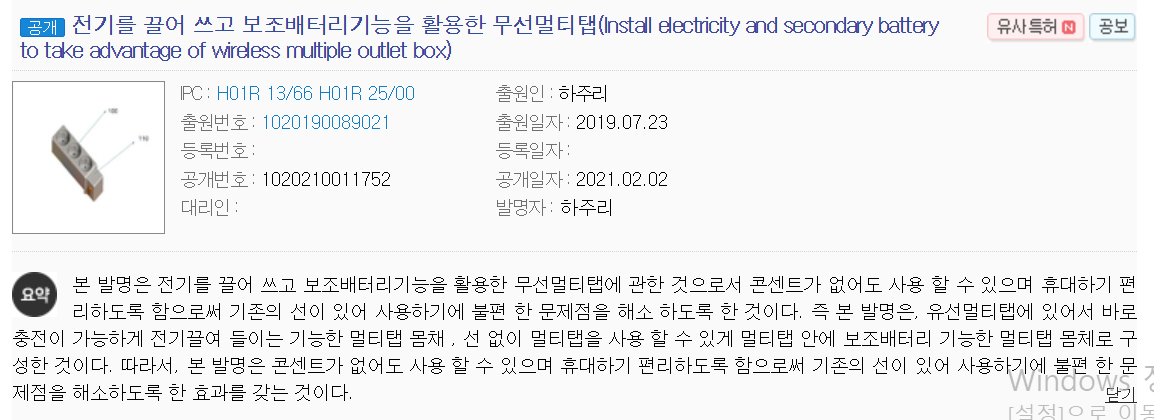 공개 전기를 끌어 쓰고 보조배터리기능을 활용한 무선멀티탭(Install electricity and secondary battery
to take advantage of wireless multiple outlet box)
유사특허 N 공보
IPC : H01R 13/66 H01R 25/00
출원인 : 하주리
출원번호 : 1020190089021
출원일자 : 2019.07.23
등록번호 :
등록일자 :
공개번호 : 1020210011752
공개일자 : 2021.02.02
대리인 :
발명자 : 하주리
100
110
요약
본 발명은 전기를 끌어 쓰고 보조배터리기능을 활용한 무선멀티탭에 관한 것으로서 콘센트가 없어도 사용 할 수 있으며 휴대하기 편
리하도록 함으로써 기존의 선이 있어 사용하기에 불편 한 문제점을 해소 하도록 한 것이다. 즉 본 발명은, 유선멀티탭에 있어서 바로
충전이 가능하게 전기끌여 들이는 기능한 멀티탭 몸채 , 선 없이 멀티탭을 사용 할 수 있게 멀티탭 안에 보조배터리 기능한 멀티탭 몸체로 구
성한 것이다. 따라서, 본 발명은 콘센트가 없어도 사용 할 수 있으며 휴대하기 편리하도록 함으로써 기존의 선이 있어 사용하기에 불편 한 문
제점을 해소하도록 한 효과를 갖는 것이다.
닫기
Windows
[설정]으로 이동